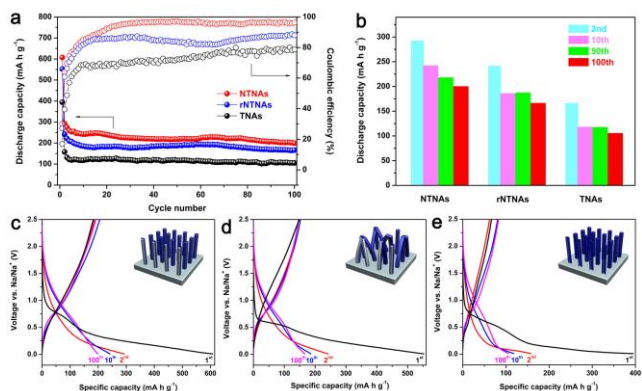 a
Discharge capacity (mA h g⁻¹)
800
700
600
500
400
300
200
100
0
NTNAs
rNTNAs
TNAs
100
80
60
40
20
0
Coulombic efficiency (%)
0 20 40 60 80 100
Cycle number
b
Discharge capacity (mA h g⁻¹)
350
300
250
200
150
100
50
0
2nd
10th
50th
100th
NTNAs rNTNAs TNAs
c
Voltage vs. Na/Na⁺ (V)
2.5
2.0
1.5
1.0
0.5
0.0
100th 10th 2nd 1st
0 100 200 300 400 500 600
Specific capacity (mA h g⁻¹)
d
Voltage vs. Na/Na⁺ (V)
2.5
2.0
1.5
1.0
0.5
0.0
100th 10th 2nd 1st
0 100 200 300 400 500
Specific capacity (mA h g⁻¹)
e
Voltage vs. Na/Na⁺ (V)
2.5
2.0
1.5
1.0
0.5
0.0
100th 10th 2nd 1st
0 100 200 300 400
Specific capacity (mA h g⁻¹)